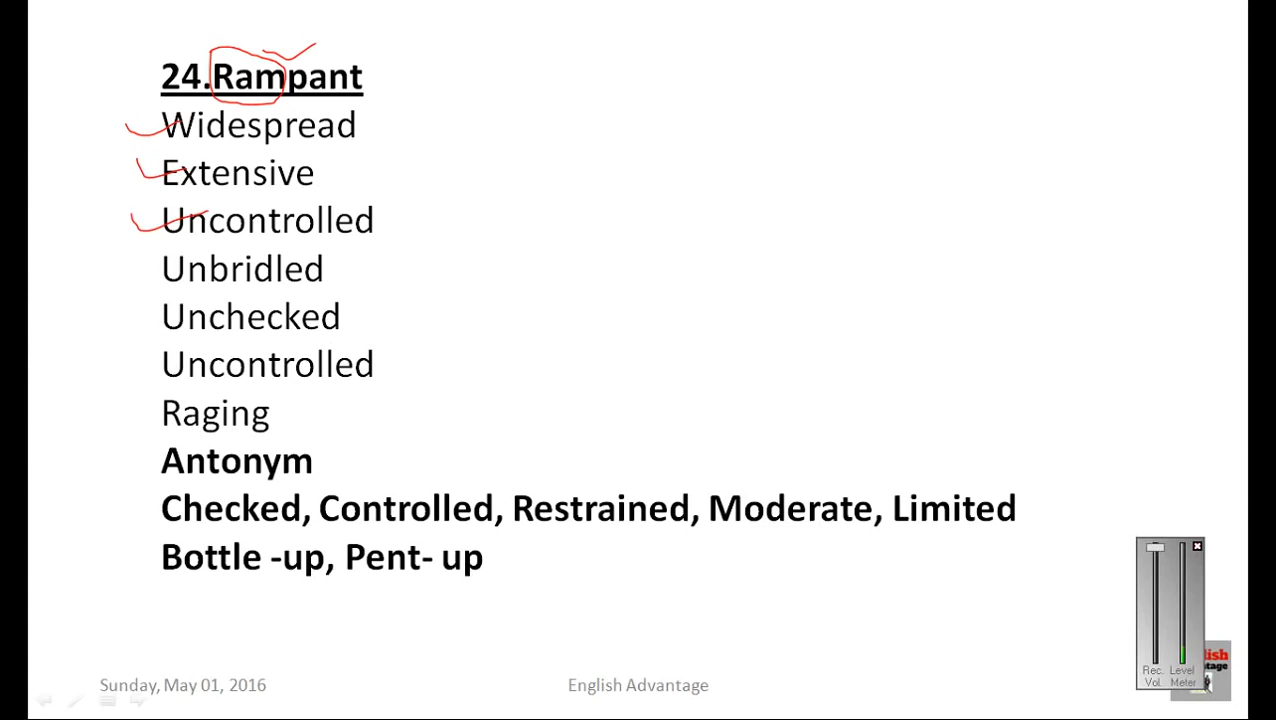 24.Rampant
Widespread
Extensive
Uncontrolled
Unbridled
Unchecked
Uncontrolled
Raging
Antonym
Checked, Controlled, Restrained, Moderate, Limited
Bottle -up, Pent- up
Sunday, May 01, 2016
English Advantage
Rec. Level
Vol. Meter